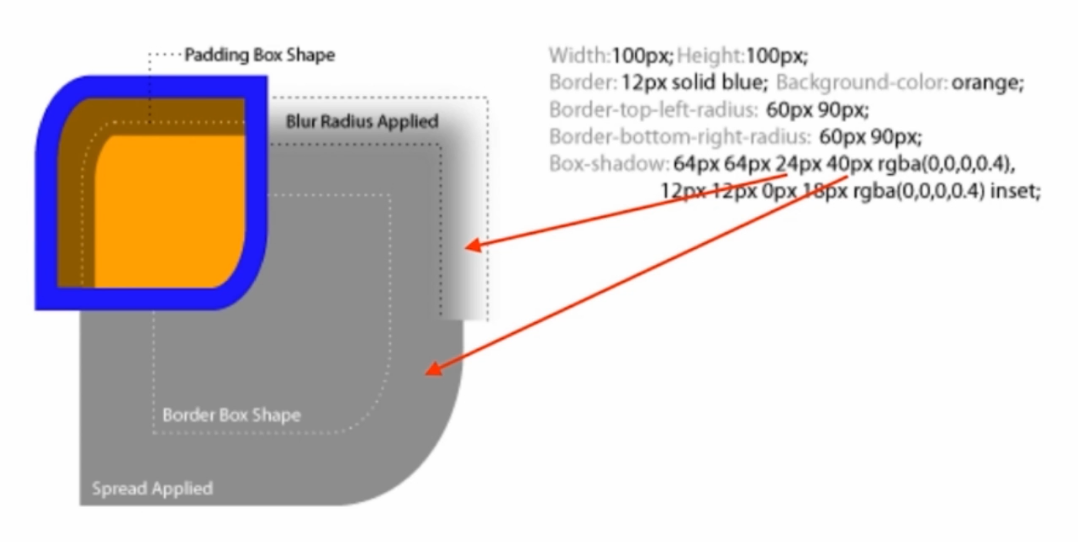 Padding Box Shape
Blur Radius Applied
Border Box Shape
Spread Applied
Width:100px; Height:100px;
Border: 12px solid blue; Background-color: orange;
Border-top-left-radius: 60px 90px;
Border-bottom-right-radius: 60px 90px;
Box-shadow: 64px 64px 24px 40px rgba(0,0,0,0.4),
12px 12px 0px 18px rgba(0,0,0,0.4) inset;